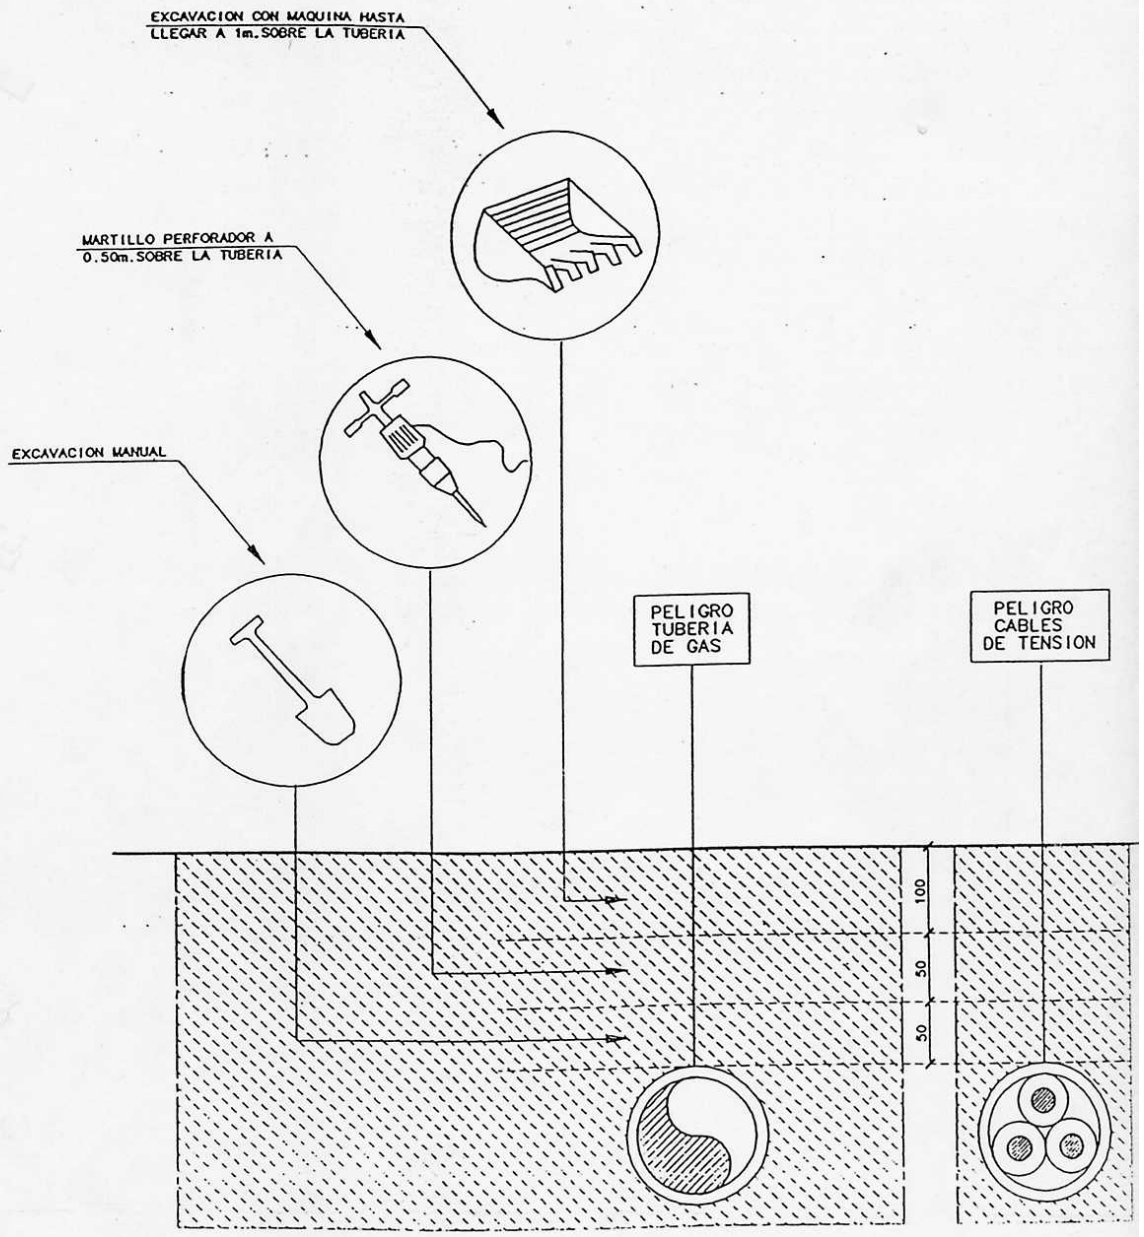 EXCAVACION CON MAQUINA HASTA
LLEGAR A 1m.SOBRE LA TUBERIA
MARTILLO PERFORADOR A
0.50m.SOBRE LA TUBERIA
EXCAVACION MANUAL
PELIGRO
TUBERIA
DE GAS
PELIGRO
CABLES
DE TENSION
100
50
50